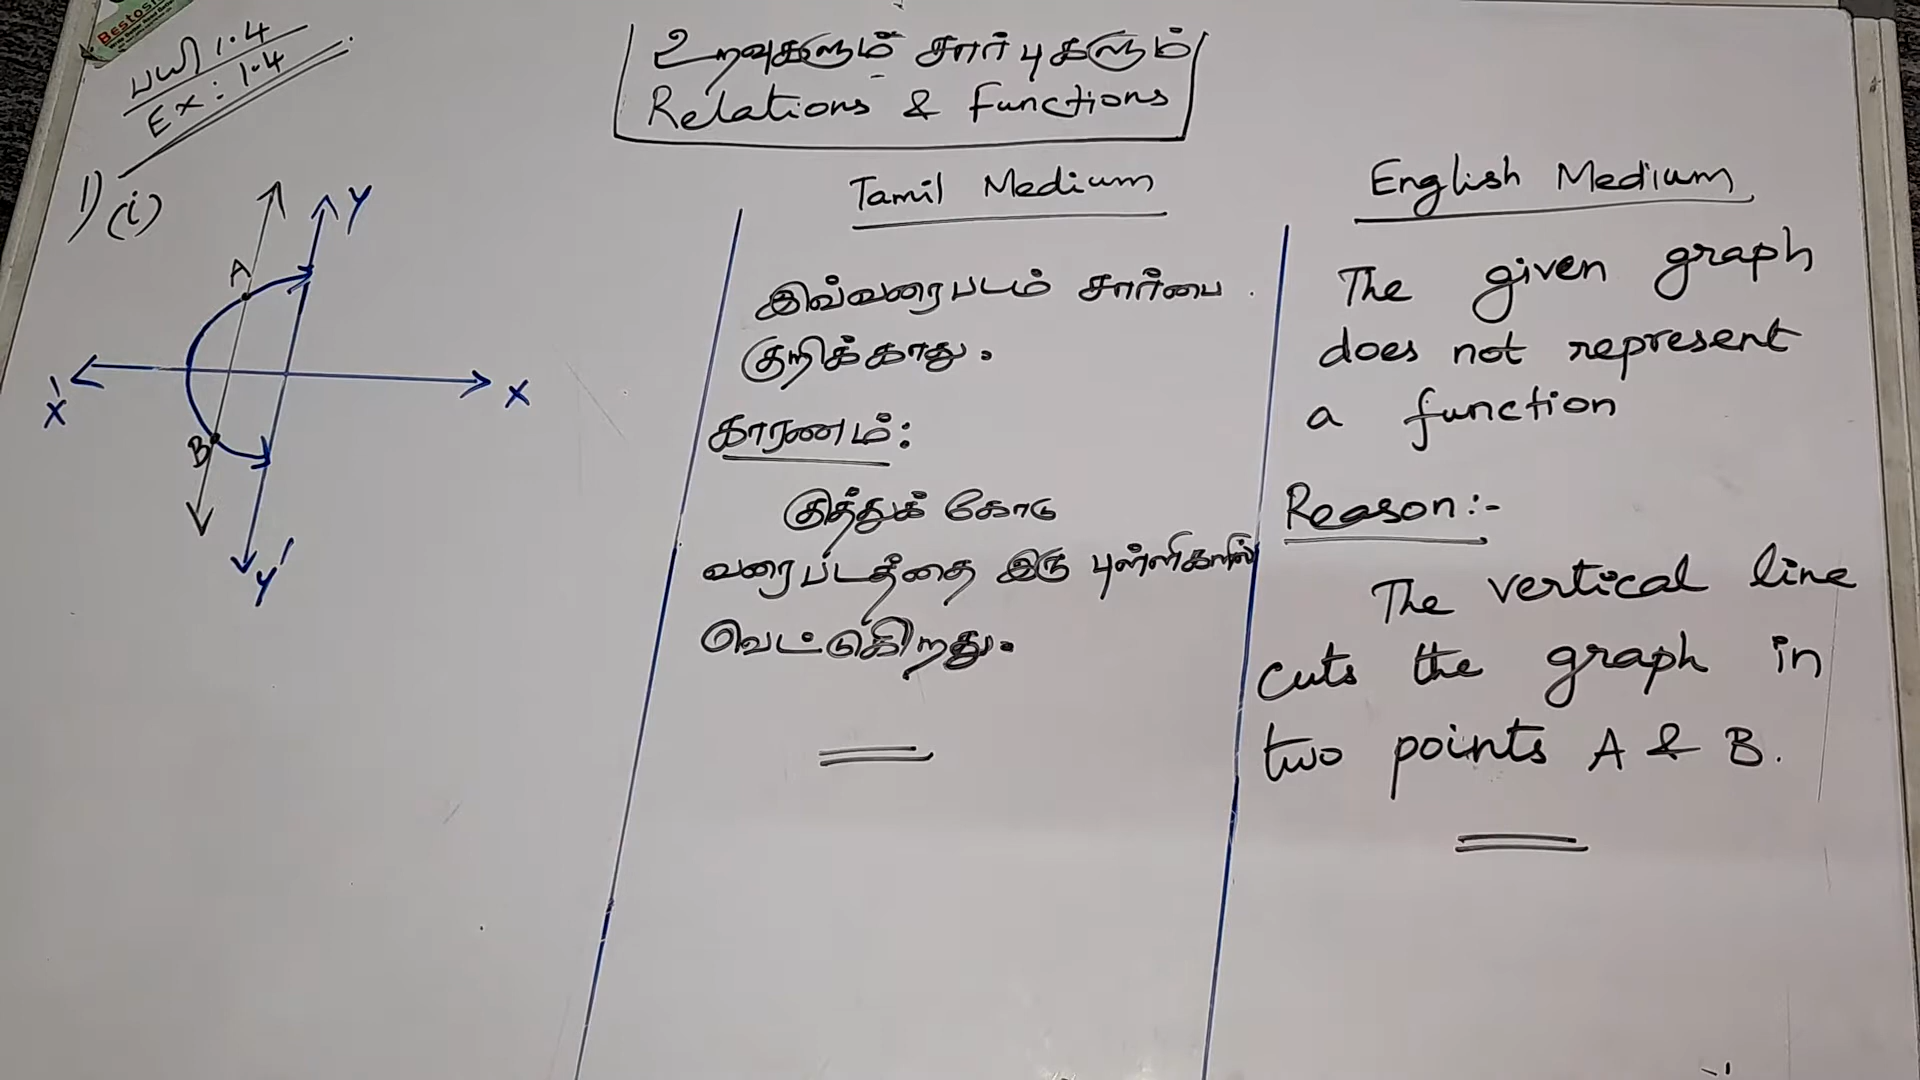 பயி 1.4
Ex: 1.4
உறவுகளும் சார்புகளும்
Relations & Functions
1) (i)
Y
A
X'
X
B
Y'
Tamil Medium
இவ்வரைபடம் சார்பை
குறிக்காது.
காரணம்:
குத்துக் கோடு
வரைப்படத்தை இரு புள்ளிகளில்
வெட்டுகிறது.
English Medium
The given graph
does not represent
a function
Reason:-
The vertical line
cuts the graph in
two points A & B.